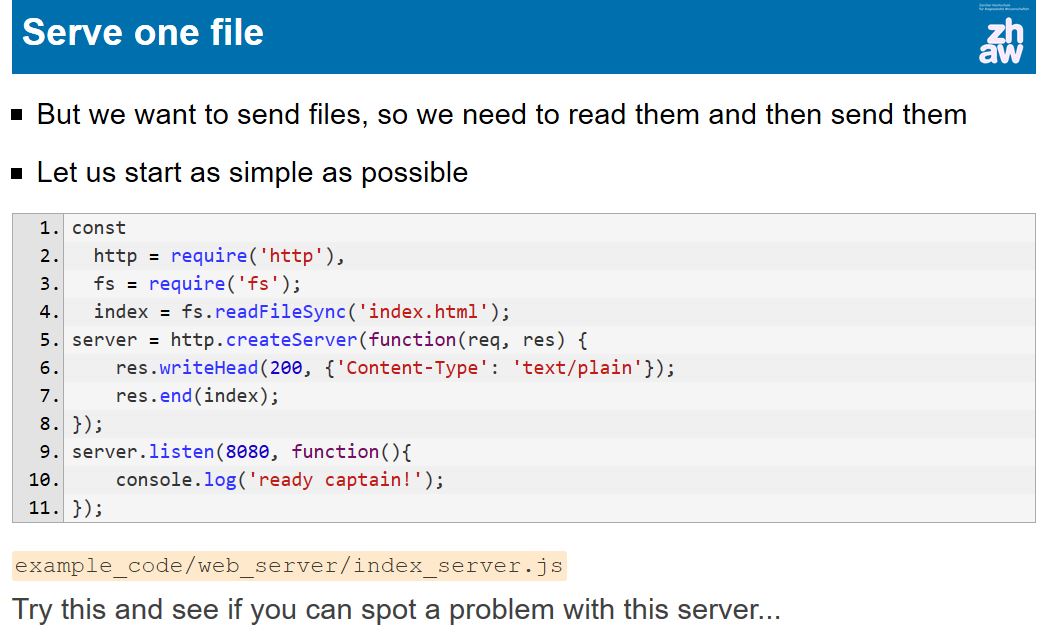 Serve one file
zh
aw
But we want to send files, so we need to read them and then send them
Let us start as simple as possible
1. const
2.   http = require('http'),
3.   fs = require('fs');
4.   index = fs.readFileSync('index.html');
5. server = http.createServer(function(req, res) {
6.     res.writeHead(200, {'Content-Type': 'text/plain'});
7.     res.end(index);
8. });
9. server.listen(8080, function(){
10.     console.log('ready captain!');
11. });
example_code/web_server/index_server.js
Try this and see if you can spot a problem with this server...